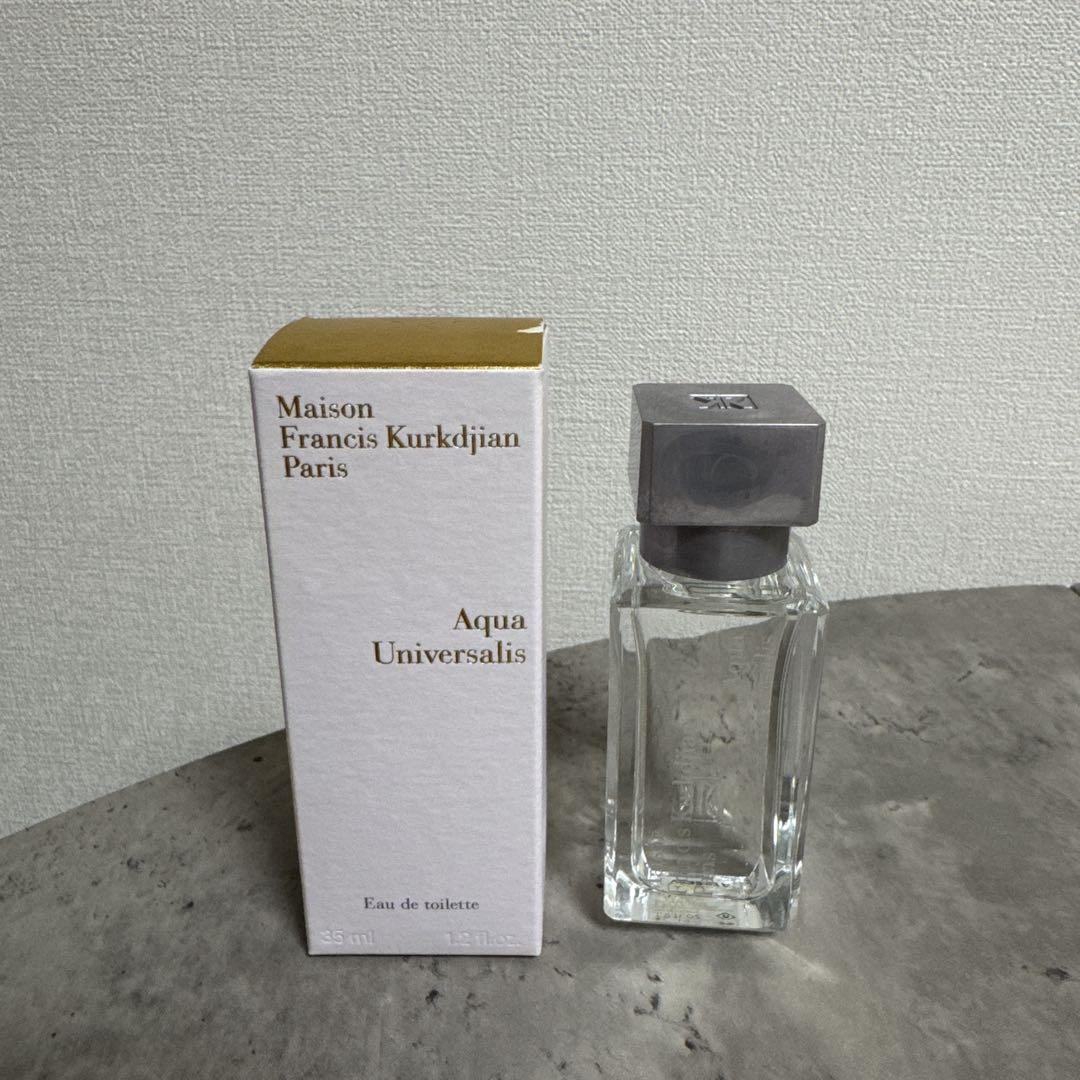 Maison
Francis Kurkdjian
Paris
Aqua
Universalis
Eau de toilette
35 ml 1.2 fl.oz.